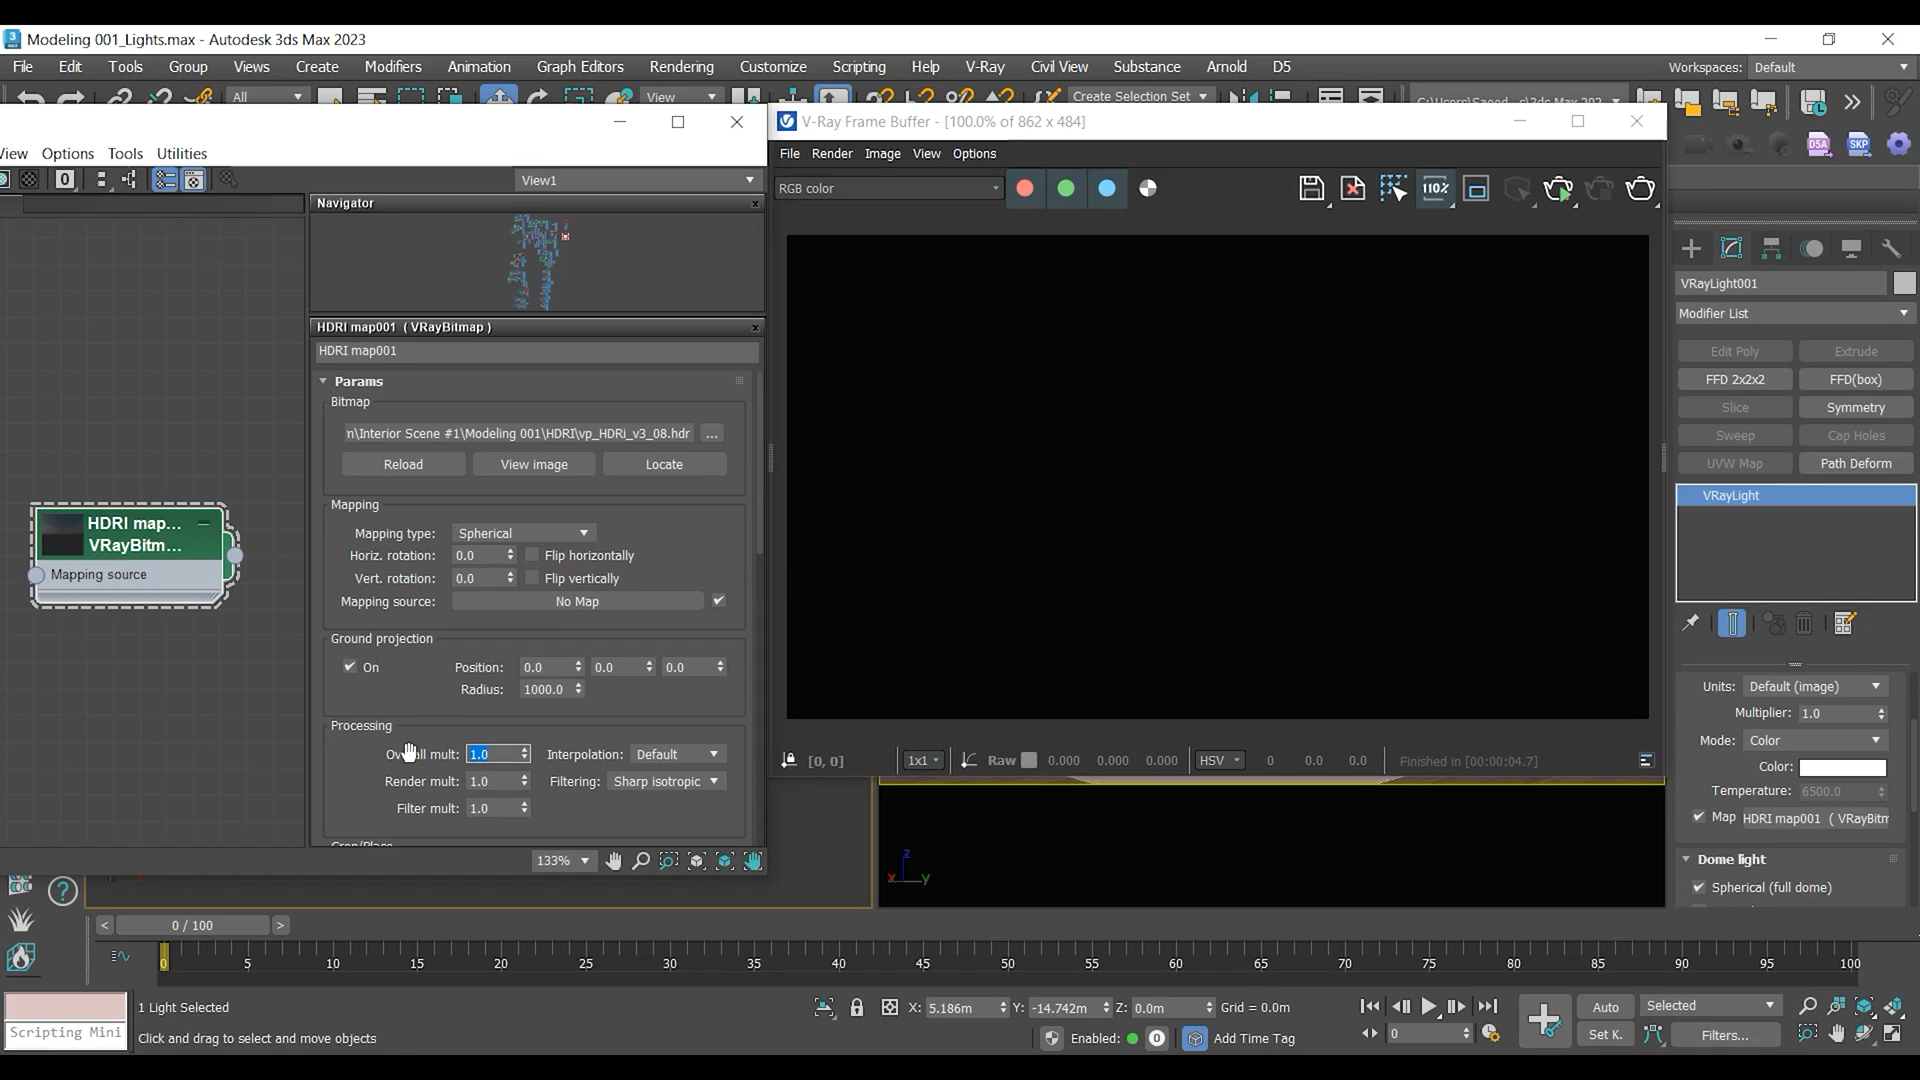 Modeling 001_Lights.max - Autodesk 3ds Max 2023
File Edit Tools Group Views Create Modifiers Animation Graph Editors Rendering Customize Scripting Help V-Ray Civil View Substance Arnold D5
Workspaces: Default
All
View
Create Selection Set
D5A
SKP
iew Options Tools Utilities
0
View1
Navigator
HDRI map...
VRayBitm...
Mapping source
HDRI map001 ( VRayBitmap )
HDRI map001
Params
Bitmap
n\Interior Scene #1\Modeling 001\HDRI\vp_HDRi_v3_08.hdr ...
Reload View image Locate
Mapping
Mapping type: Spherical
Horiz. rotation: 0.0 Flip horizontally
Vert. rotation: 0.0 Flip vertically
Mapping source: No Map
Ground projection
On Position: 0.0 0.0 0.0
Radius: 1000.0
Processing
Ov all mult: 1.0 Interpolation: Default
Render mult: 1.0 Filtering: Sharp isotropic
Filter mult: 1.0
133%
V-Ray Frame Buffer - [100.0% of 862 x 484]
File Render Image View Options
RGB color
110%
[0, 0] 1x1 Raw 0.000 0.000 0.000 HSV 0 0.0 0.0 Finished in [00:00:04.7]
z
x y
VRayLight001
Modifier List
Edit Poly Extrude
FFD 2x2x2 FFD(box)
Slice Symmetry
Sweep Cap Holes
UVW Map Path Deform
VRayLight
Units: Default (image)
Multiplier: 1.0
Mode: Color
Color:
Temperature: 6500.0
Map HDRI map001 ( VRayBitm
Dome light
Spherical (full dome)
?
< 0 / 100 >
0 5 10 15 20 25 30 35 40 45 50 55 60 65 70 75 80 85 90 95 100
Scripting Mini
1 Light Selected
Click and drag to select and move objects
X: 5.186m Y: -14.742m Z: 0.0m Grid = 0.0m
Enabled: 0 Add Time Tag
0
Auto Selected
Set K. Filters...